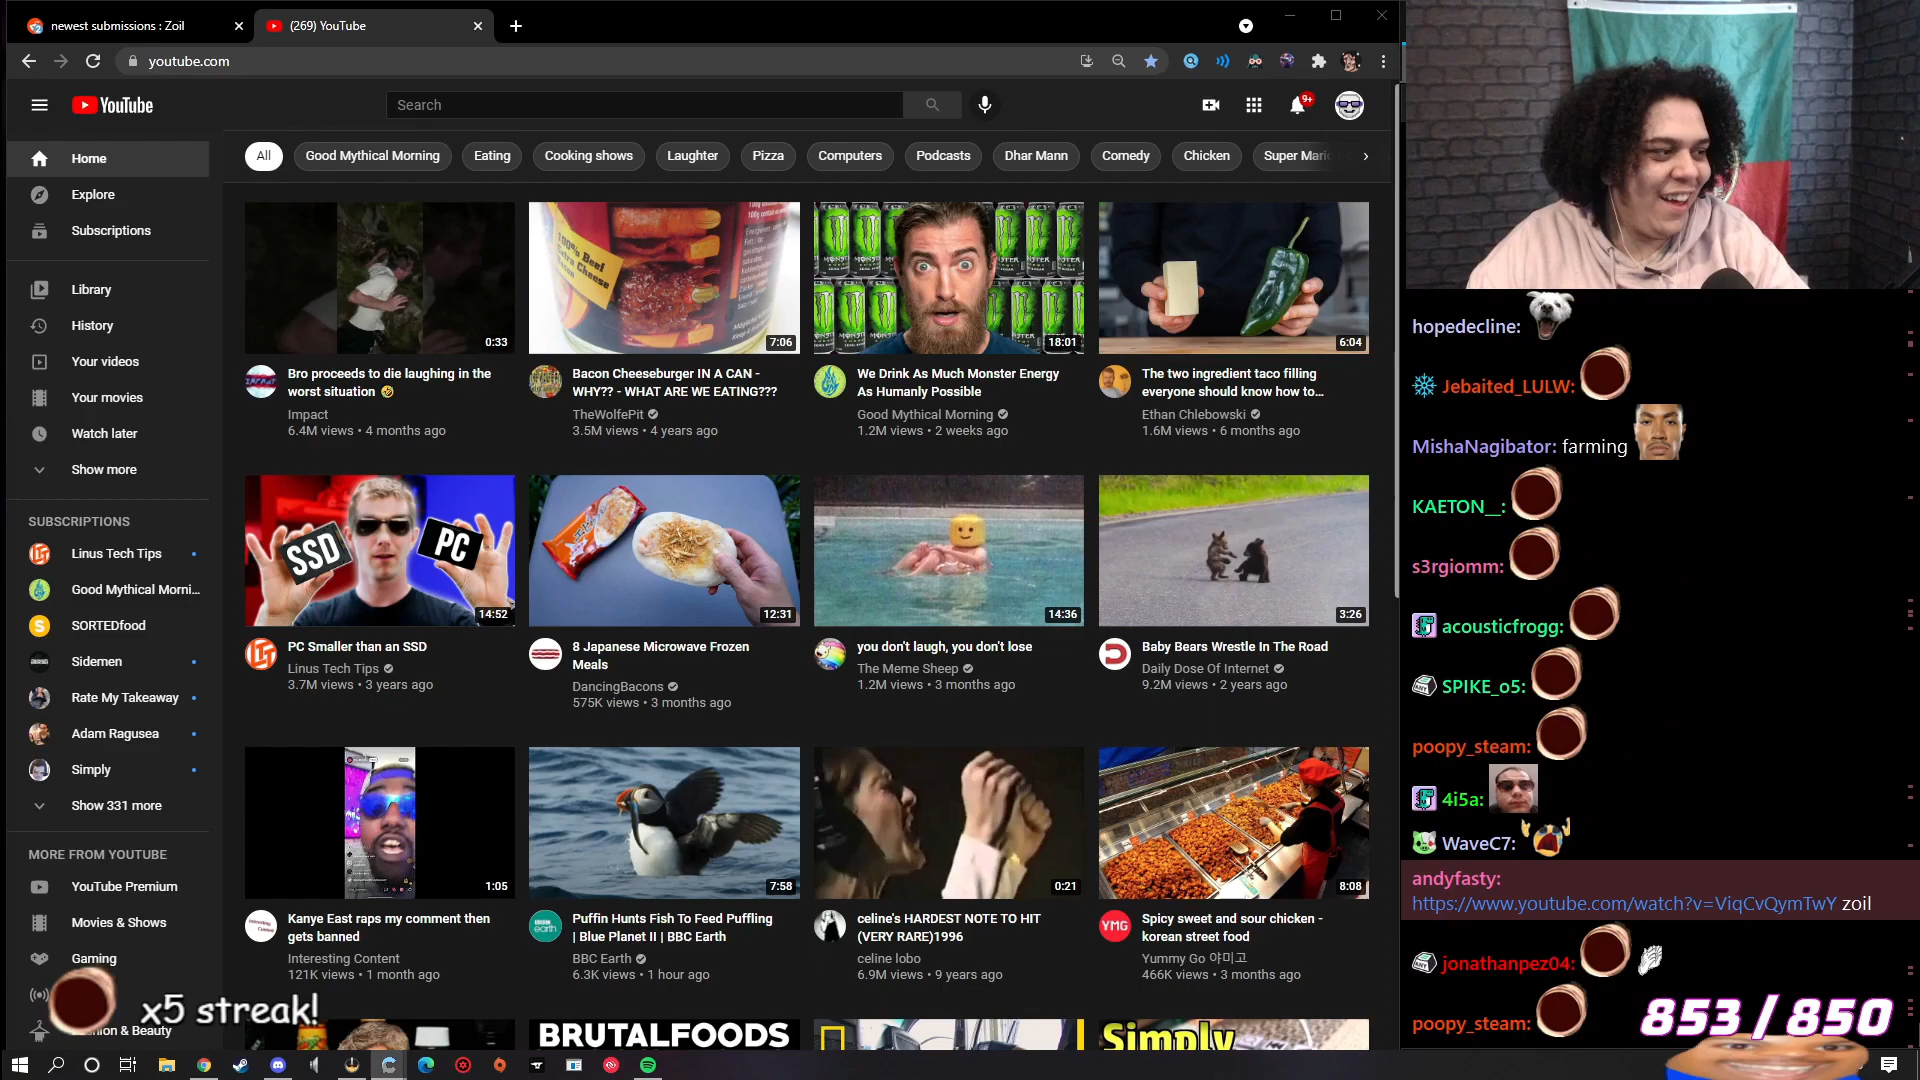 newest submissions : Zoil
(269) YouTube
youtube.com
YouTube
Search
9+
Home
Explore
Subscriptions
Library
History
Your videos
Your movies
Watch later
Show more
SUBSCRIPTIONS
Linus Tech Tips
Good Mythical Morni...
SORTEDfood
Sidemen
Rate My Takeaway
Adam Ragusea
Simply
Show 331 more
MORE FROM YOUTUBE
YouTube Premium
Movies & Shows
Gaming
& Beauty
x5 streak!
All
Good Mythical Morning
Eating
Cooking shows
Laughter
Pizza
Computers
Podcasts
Dhar Mann
Comedy
Chicken
Super Mari
0:33
Bro proceeds to die laughing in the
worst situation 🤣
Impact
6.4M views • 4 months ago
100% Beef
Extra Cheese
7:06
Bacon Cheeseburger IN A CAN -
WHY?? - WHAT ARE WE EATING???
TheWolfePit
3.5M views • 4 years ago
18:01
We Drink As Much Monster Energy
As Humanly Possible
Good Mythical Morning
1.2M views • 2 weeks ago
6:04
The two ingredient taco filling
everyone should know how to...
Ethan Chlebowski
1.6M views • 6 months ago
SSD
PC
14:52
PC Smaller than an SSD
Linus Tech Tips
3.7M views • 3 years ago
12:31
8 Japanese Microwave Frozen
Meals
DancingBacons
575K views • 3 months ago
14:36
you don't laugh, you don't lose
The Meme Sheep
1.2M views • 3 months ago
3:26
Baby Bears Wrestle In The Road
Daily Dose Of Internet
9.2M views • 2 years ago
1:05
Kanye East raps my comment then
gets banned
Interesting Content
121K views • 1 month ago
7:58
Puffin Hunts Fish To Feed Puffling
| Blue Planet II | BBC Earth
BBC Earth
6.3K views • 1 hour ago
0:21
celine's HARDEST NOTE TO HIT
(VERY RARE)1996
celine lobo
6.9M views • 9 years ago
8:08
YMG
Spicy sweet and sour chicken -
korean street food
Yummy Go 야미고
466K views • 3 months ago
BRUTALFOODS
Simply
hopedecline:
Jebaited_LULW:
MishaNagibator: farming
KAETON__:
s3rgiomm:
acousticfrogg:
SPIKE_o5:
poopy_steam:
4i5a:
WaveC7:
andyfasty:
https://www.youtube.com/watch?v=ViqCvQymTwY zoil
jonathanpez04:
poopy_steam:
853 / 850